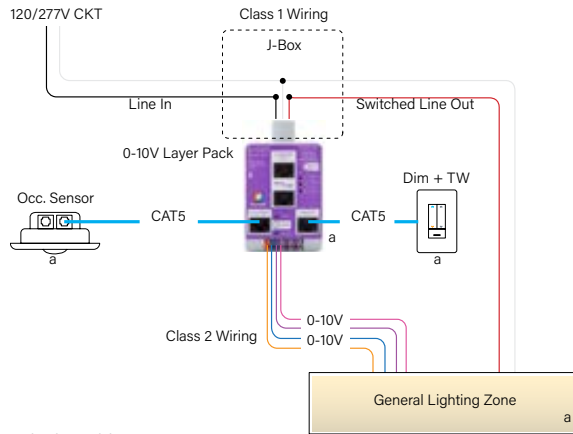 120/277V CKT
Class 1 Wiring
J-Box
Line In
Switched Line Out
0-10V Layer Pack
Dim + TW
Occ. Sensor
CAT5
CAT5
a
a
a
0-10V
Class 2 Wiring
0-10V
General Lighting Zone
a